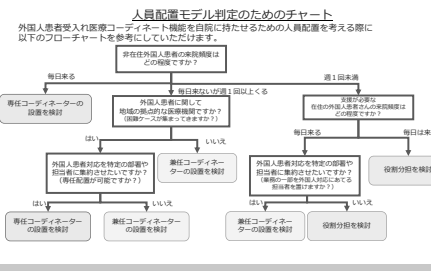 人員配置モデル判定のためのチャート
外国人患者受入れ医療コーディネート機能を自院に持たせるための人員配置を考える際に
以下のフローチャートを参考にしていただけます。
非在住外国人患者の来院頻度は
どの程度ですか？
毎日来る
毎日来ないが週１回以上くる
週１回未満
専任コーディネーターの
設置を検討
外国人患者に関して
地域の拠点的な医療機関ですか？
（困難ケースが集まってきますか？）
支援が必要な
在住の外国人患者さんの来院頻度は
どの程度ですか？
はい
いいえ
毎日来る
毎日は来
外国人患者対応を特定の部署や
担当者に集約させたいですか？
（専任配置が可能ですか？）
兼任コーディネー
ターの設置を検討
外国人患者対応を特定の部署や
担当者に集約させたいですか？
（業務の一部を外国人対応にあてる
担当者を置けますか？）
役割分担を検討
はい
いいえ
はい
いいえ
専任コーディネーター
の設置を検討
兼任コーディネーター
の設置を検討
兼任コーディネー
ターの設置を検討
役割分担を検討